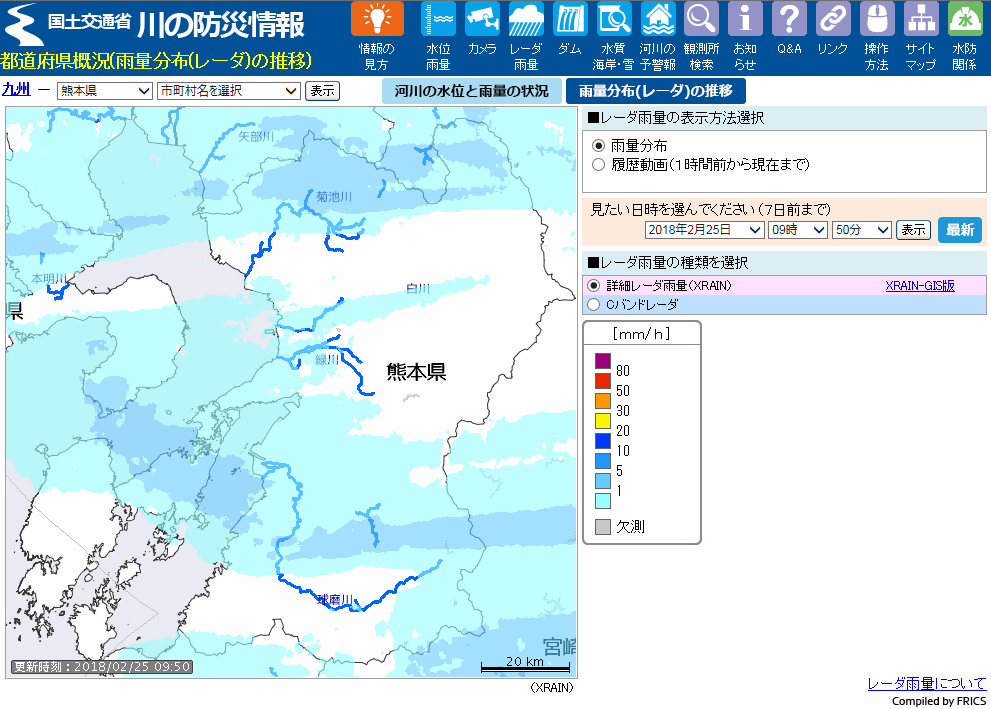 国土交通省 川の防災情報
都道府県概況(雨量分布(レーダ)の推移)
情報の
見方
水位
雨量
カメラ
レーダ
雨量
ダム
水質
海岸・雪
河川の
予警報
観測所
検索
お知
らせ
Q&A
リンク
操作
方法
サイト
マップ
水防
関係
九州 ー 熊本県 市町村名を選択 表示
河川の水位と雨量の状況 雨量分布(レーダ)の推移
■レーダ雨量の表示方法選択
雨量分布
履歴動画(1時間前から現在まで)
見たい日時を選んでください(7日前まで)
2018年2月25日 09時 50分 表示 最新
■レーダ雨量の種類を選択
詳細レーダ雨量(XRAIN) XRAIN-GIS版
Cバンドレーダ
[mm/h]
80
50
30
20
10
5
1
欠測
矢部川
菊池川
本明川
白川
県
緑川
熊本県
球磨川
宮崎
更新時刻:2018/02/25 09:50
20 km
(XRAIN)
レーダ雨量について
Compiled by FRICS